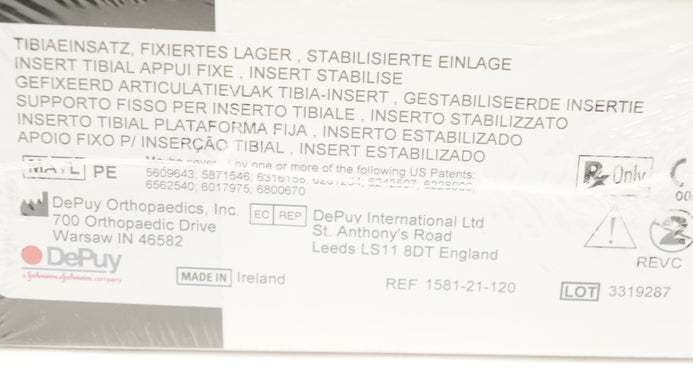 TIBIAEINSATZ, FIXIERTES LAGER , STABILISIERTE EINLAGE
INSERT TIBIAL APPUI FIXE , INSERT STABILISE
GEFIXEERD ARTICULATIEVLAK TIBIA-INSERT , GESTABILISEERDE INSERTIE
SUPPORTO FISSO PER INSERTO TIBIALE , INSERTO STABILIZZATO
INSERTO TIBIAL PLATAFORMA FIJA , INSERTO ESTABILIZADO
APOIO FIXO P/ INSERÇÃO TIBIAL , INSERT ESTABILIZADO
MATL PE
by one or more of the following US Patents:
5609643; 5871546;
6562540; 6017975; 6800670
Rx Only
DePuy Orthopaedics, Inc.
700 Orthopaedic Drive
Warsaw IN 46582
EC REP
DePuy International Ltd
St. Anthony's Road
Leeds LS11 8DT England
2
REVC
DePuy
a Johnson & Johnson company
MADE IN Ireland
REF 1581-21-120
LOT 3319287